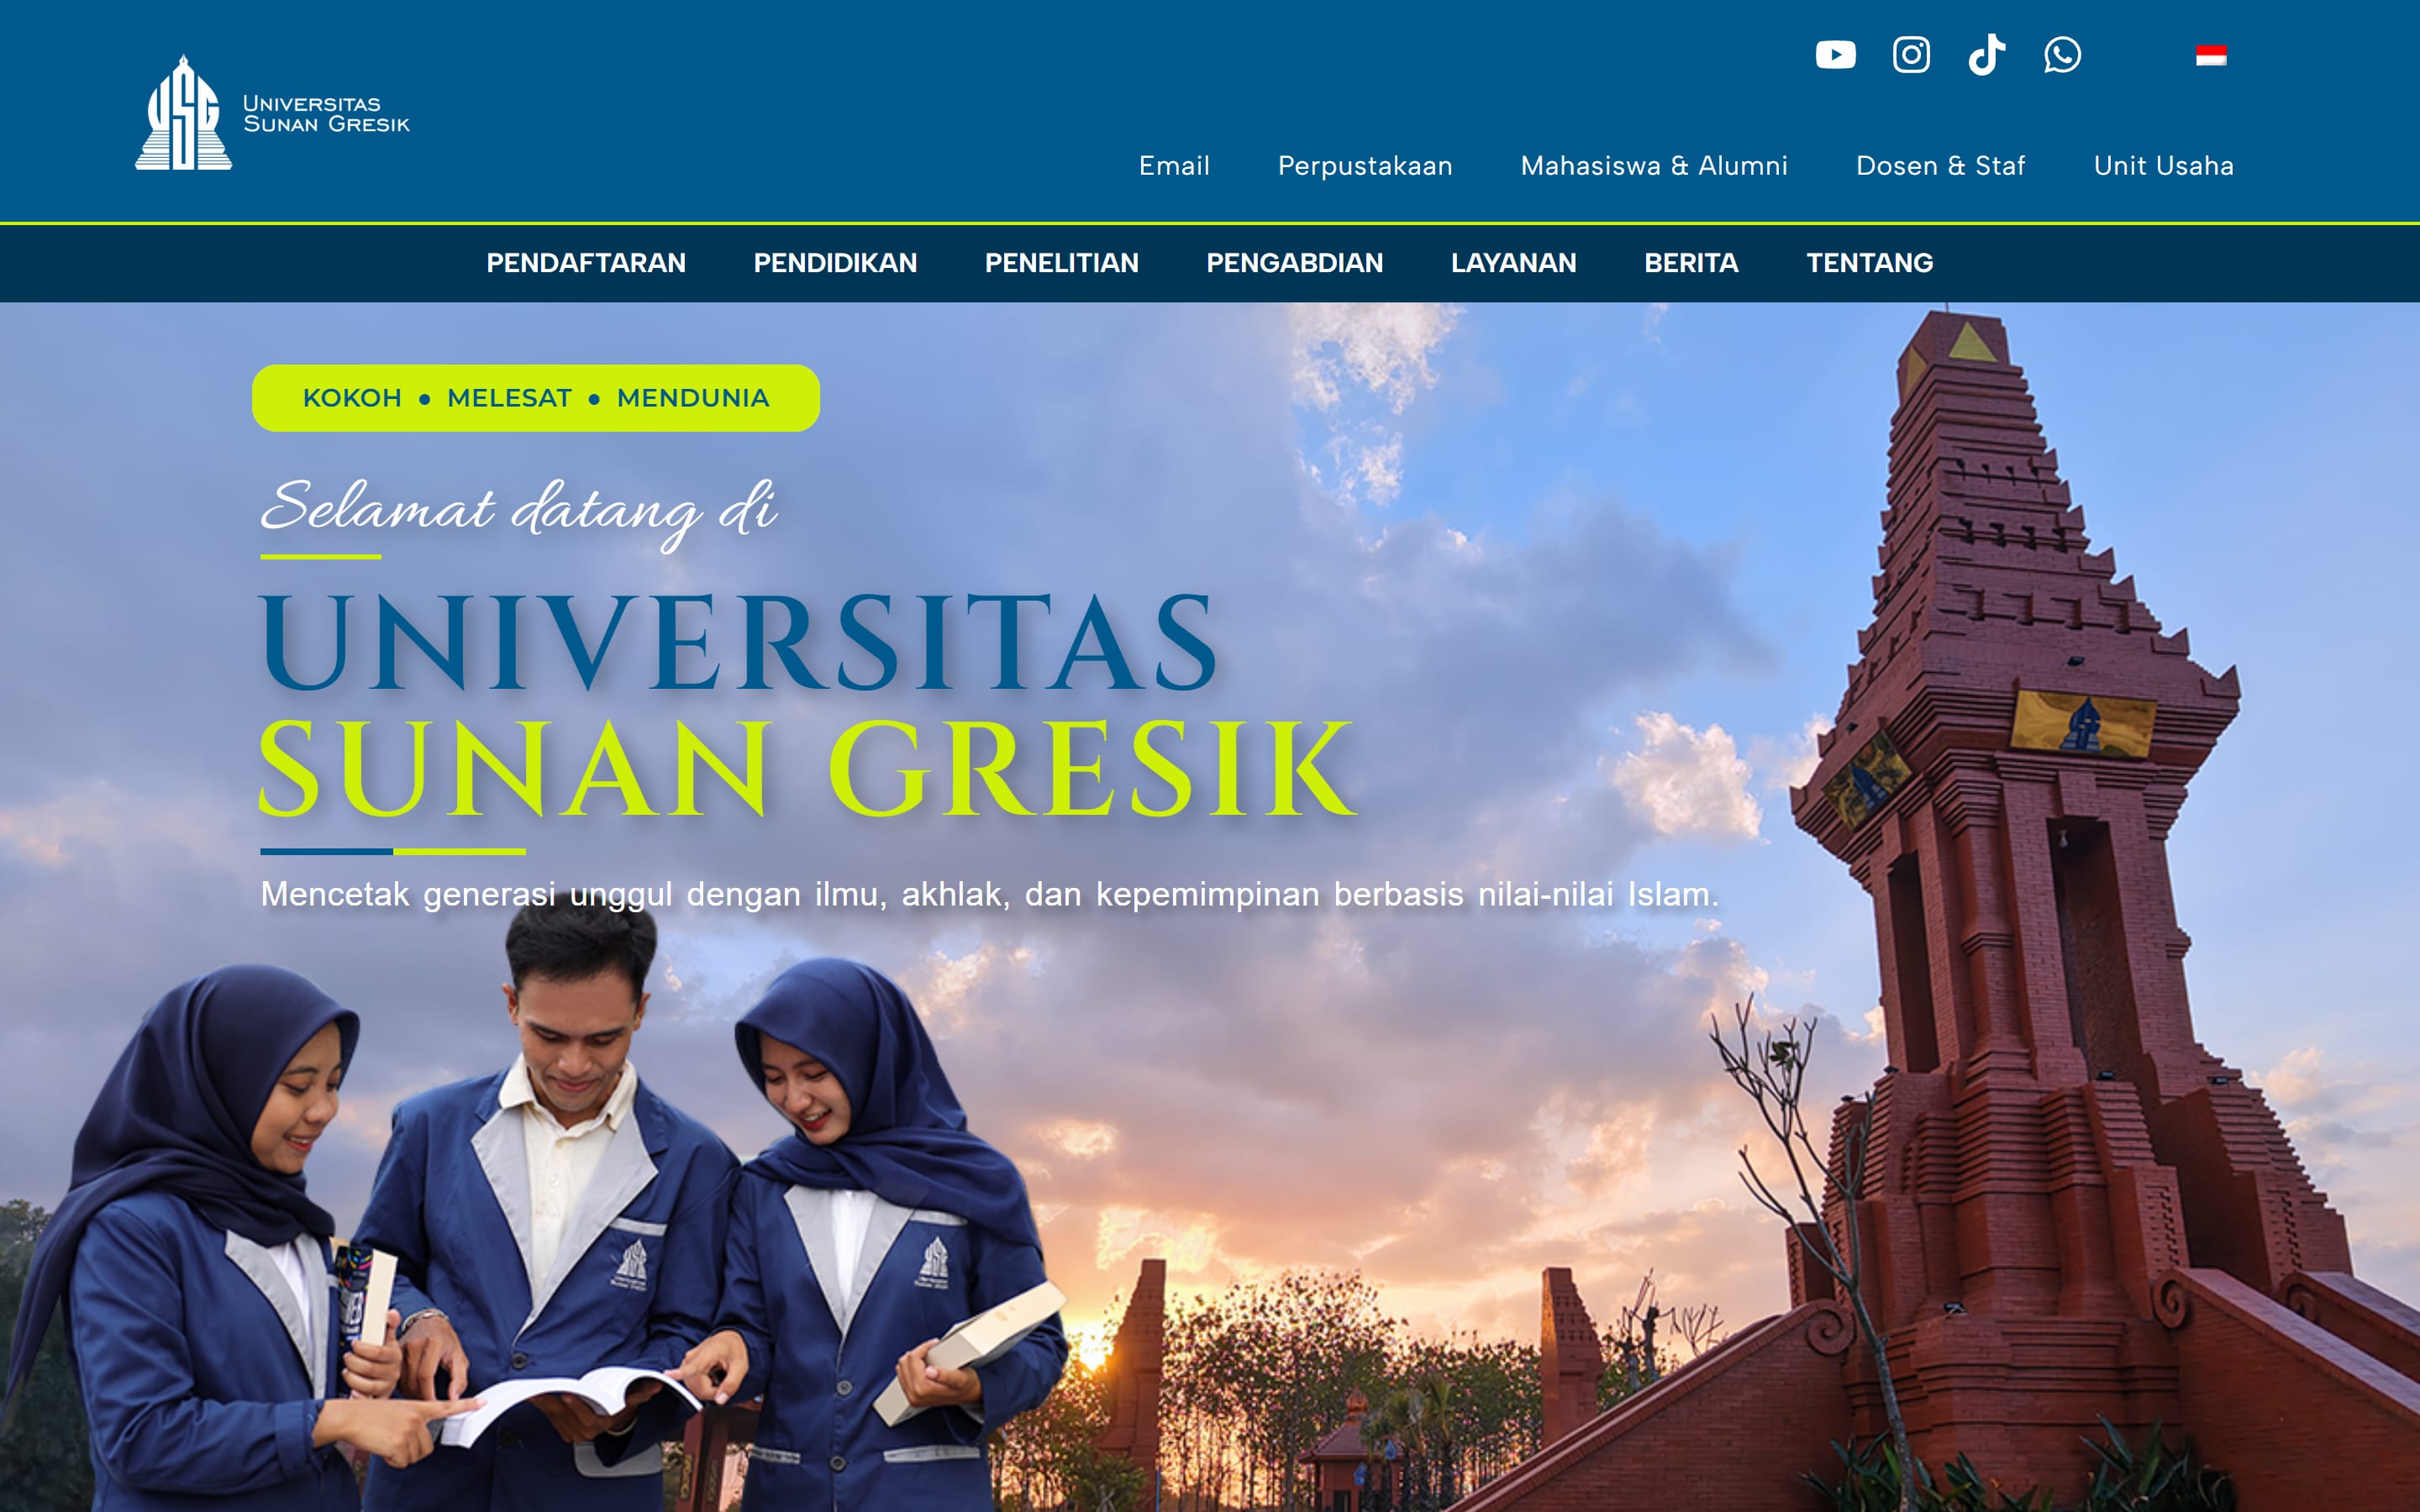 USG
UNIVERSITAS
SUNAN GRESIK
Email
Perpustakaan
Mahasiswa & Alumni
Dosen & Staf
Unit Usaha
PENDAFTARAN
PENDIDIKAN
PENELITIAN
PENGABDIAN
LAYANAN
BERITA
TENTANG
KOKOH • MELESAT • MENDUNIA
Selamat datang di
UNIVERSITAS
SUNAN GRESIK
Mencetak generasi unggul dengan ilmu, akhlak, dan kepemimpinan berbasis nilai-nilai Islam.